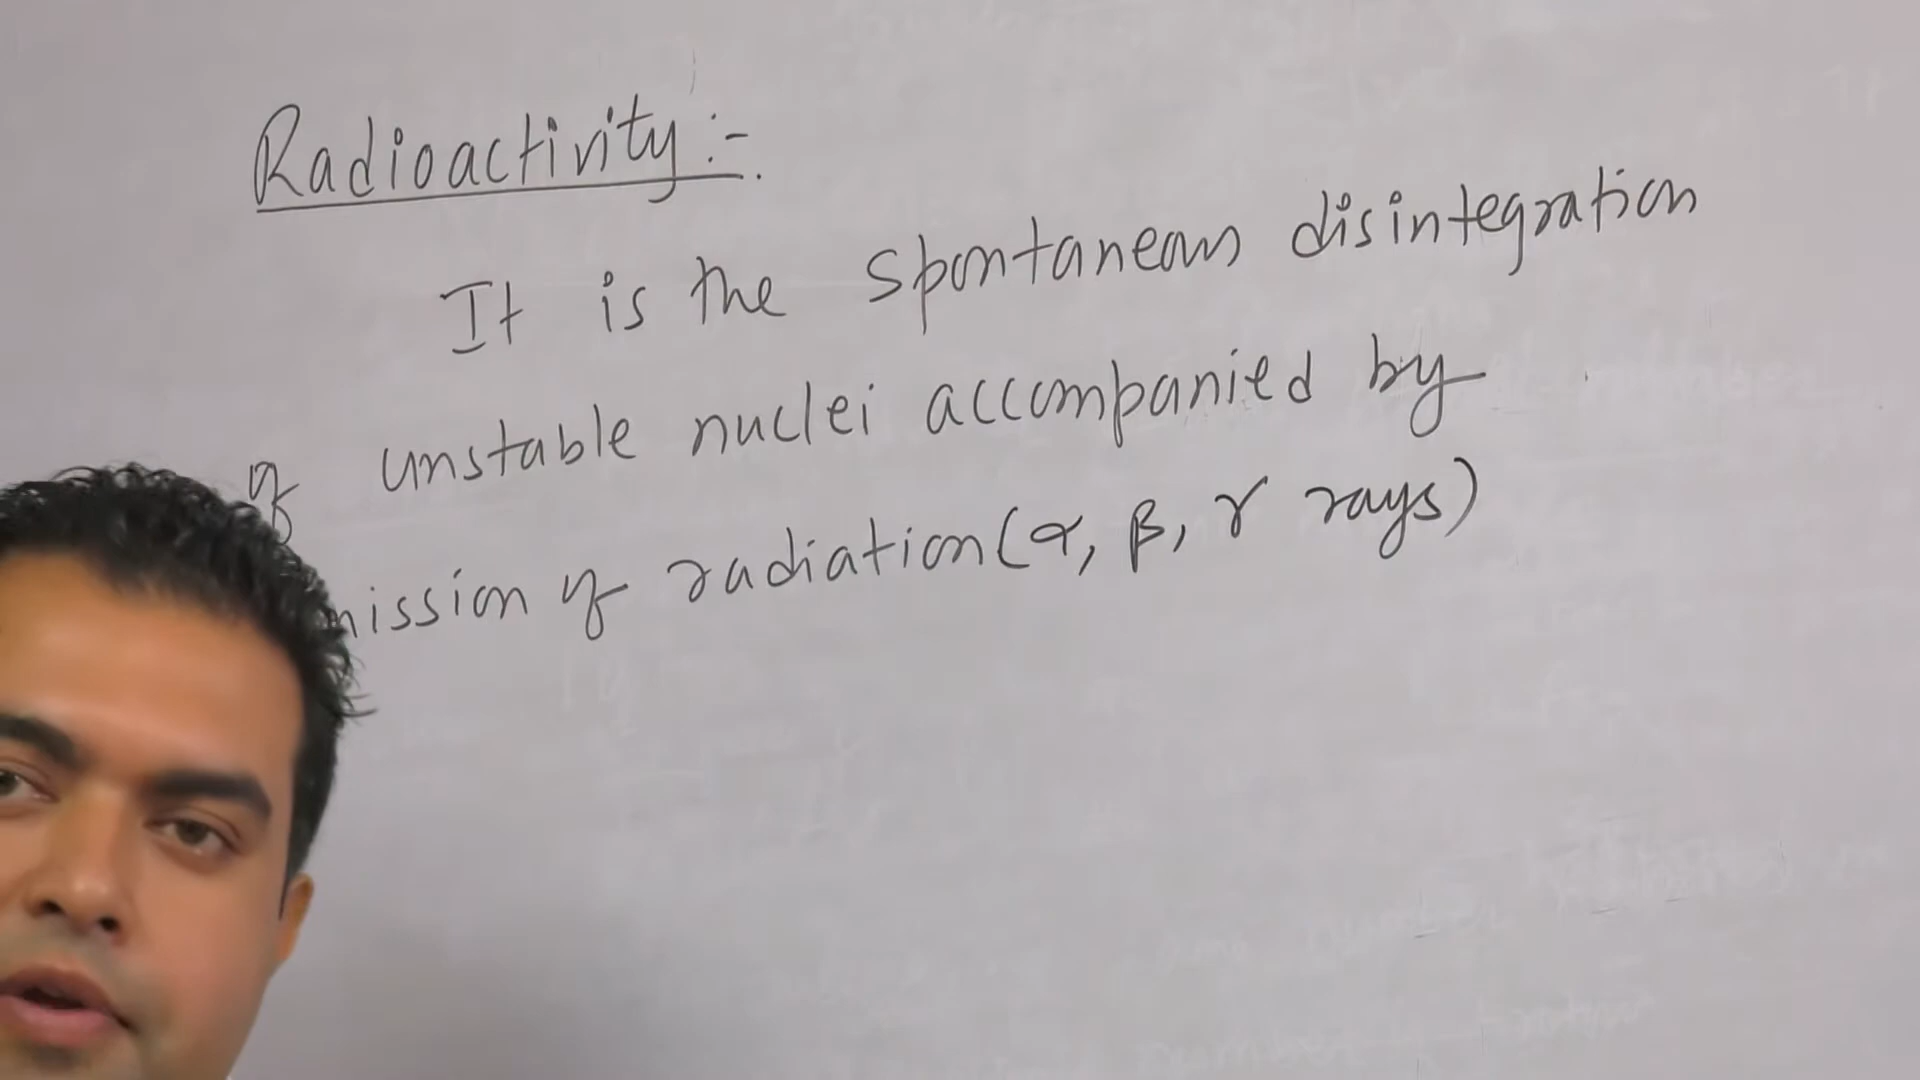 Radioactivity :-
It is the spontaneous disintegration
of unstable nuclei accompanied by
mission of radiation (α, β, γ rays)